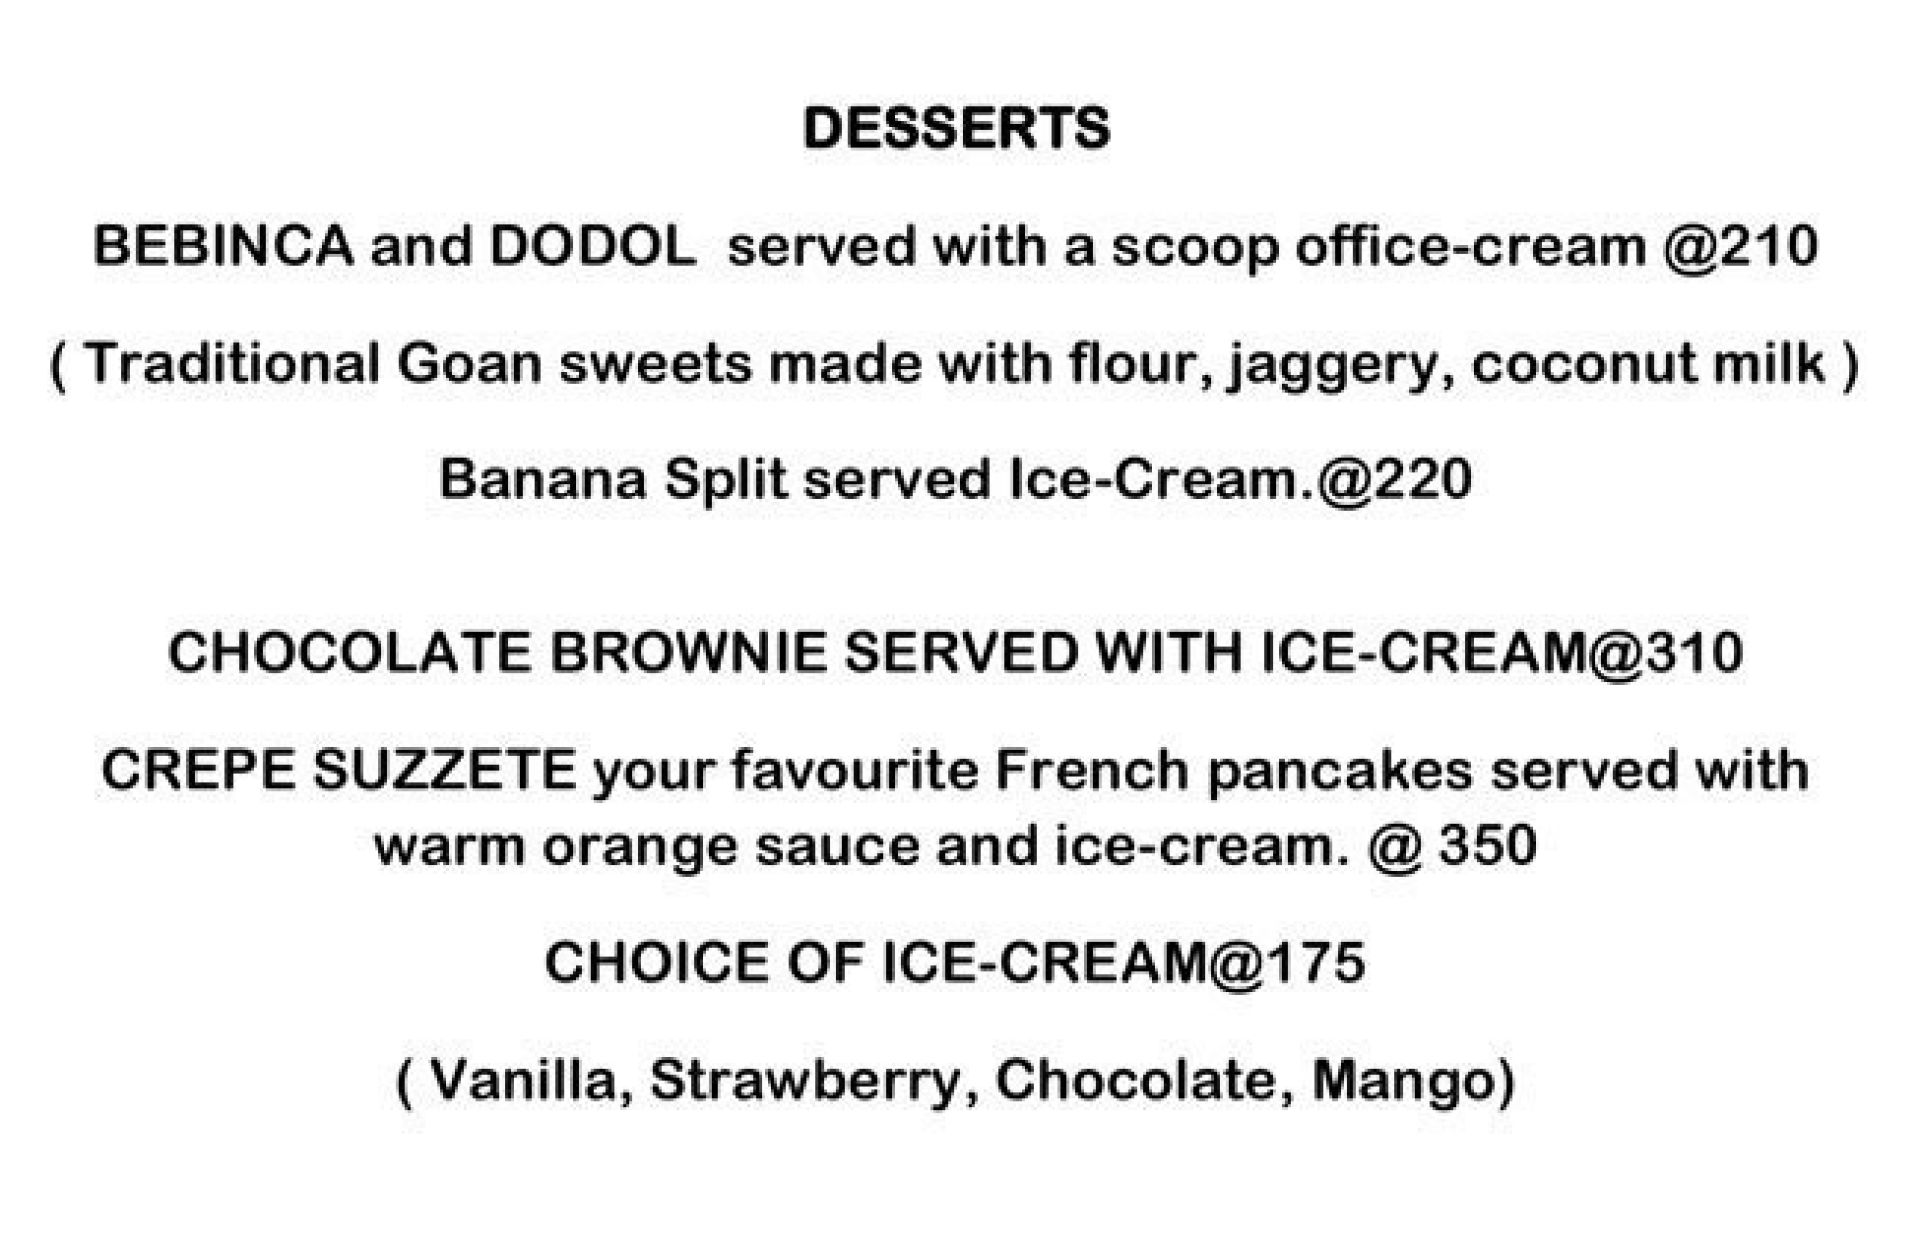 DESSERTS
BEBINCA and DODOL served with a scoop office-cream @210
( Traditional Goan sweets made with flour, jaggery, coconut milk )
Banana Split served Ice-Cream.@220
CHOCOLATE BROWNIE SERVED WITH ICE-CREAM@310
CREPE SUZZETE your favourite French pancakes served with
warm orange sauce and ice-cream. @ 350
CHOICE OF ICE-CREAM@175
( Vanilla, Strawberry, Chocolate, Mango)